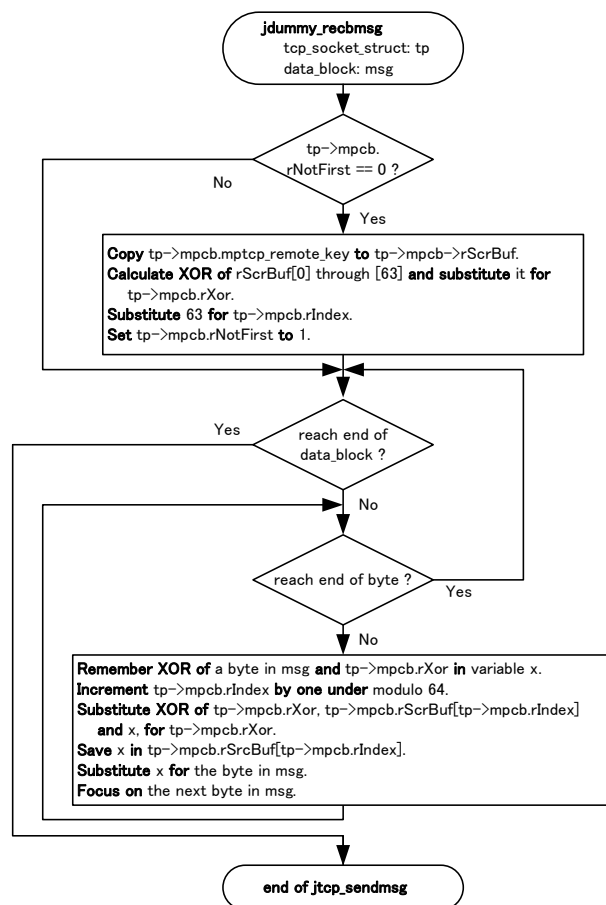 jdummy_recbmsg
tcp_socket_struct: tp
data_block: msg
tp->mpcb.
rNotFirst == 0 ?
No
Yes
Copy tp->mpcb.mptcp_remote_key to tp->mpcb->rScrBuf.
Calculate XOR of rScrBuf[0] through [63] and substitute it for
tp->mpcb.rXor.
Substitute 63 for tp->mpcb.rIndex.
Set tp->mpcb.rNotFirst to 1.
Yes
reach end of
data_block ?
No
reach end of byte ?
Yes
No
Remember XOR of a byte in msg and tp->mpcb.rXor in variable x.
Increment tp->mpcb.rIndex by one under modulo 64.
Substitute XOR of tp->mpcb.rXor, tp->mpcb.rScrBuf[tp->mpcb.rIndex]
and x, for tp->mpcb.rXor.
Save x in tp->mpcb.rSrcBuf[tp->mpcb.rIndex].
Substitute x for the byte in msg.
Focus on the next byte in msg.
end of jtcp_sendmsg